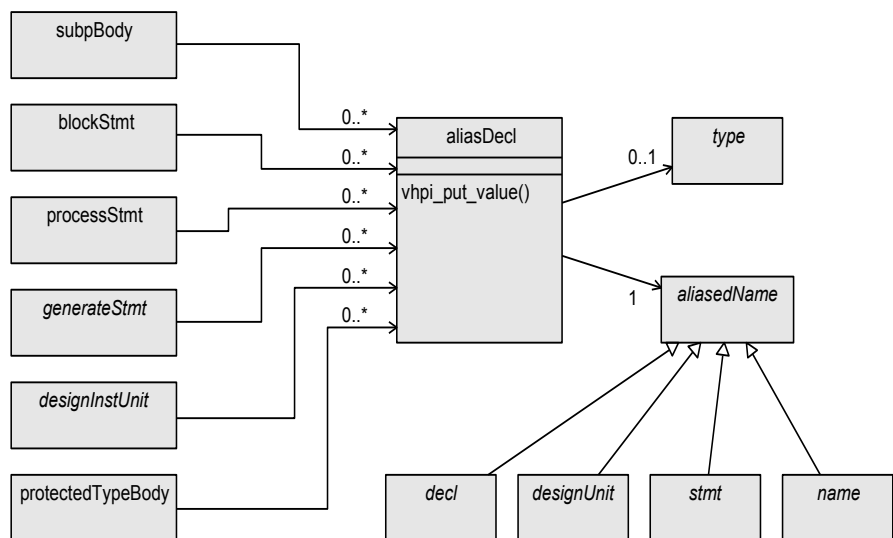 subpBody
blockStmt
processStmt
generateStmt
designInstUnit
protectedTypeBody
0..*
0..*
0..*
0..*
0..*
0..*
aliasDecl
vhpi_put_value()
0..1
type
1
aliasedName
decl
designUnit
stmt
name